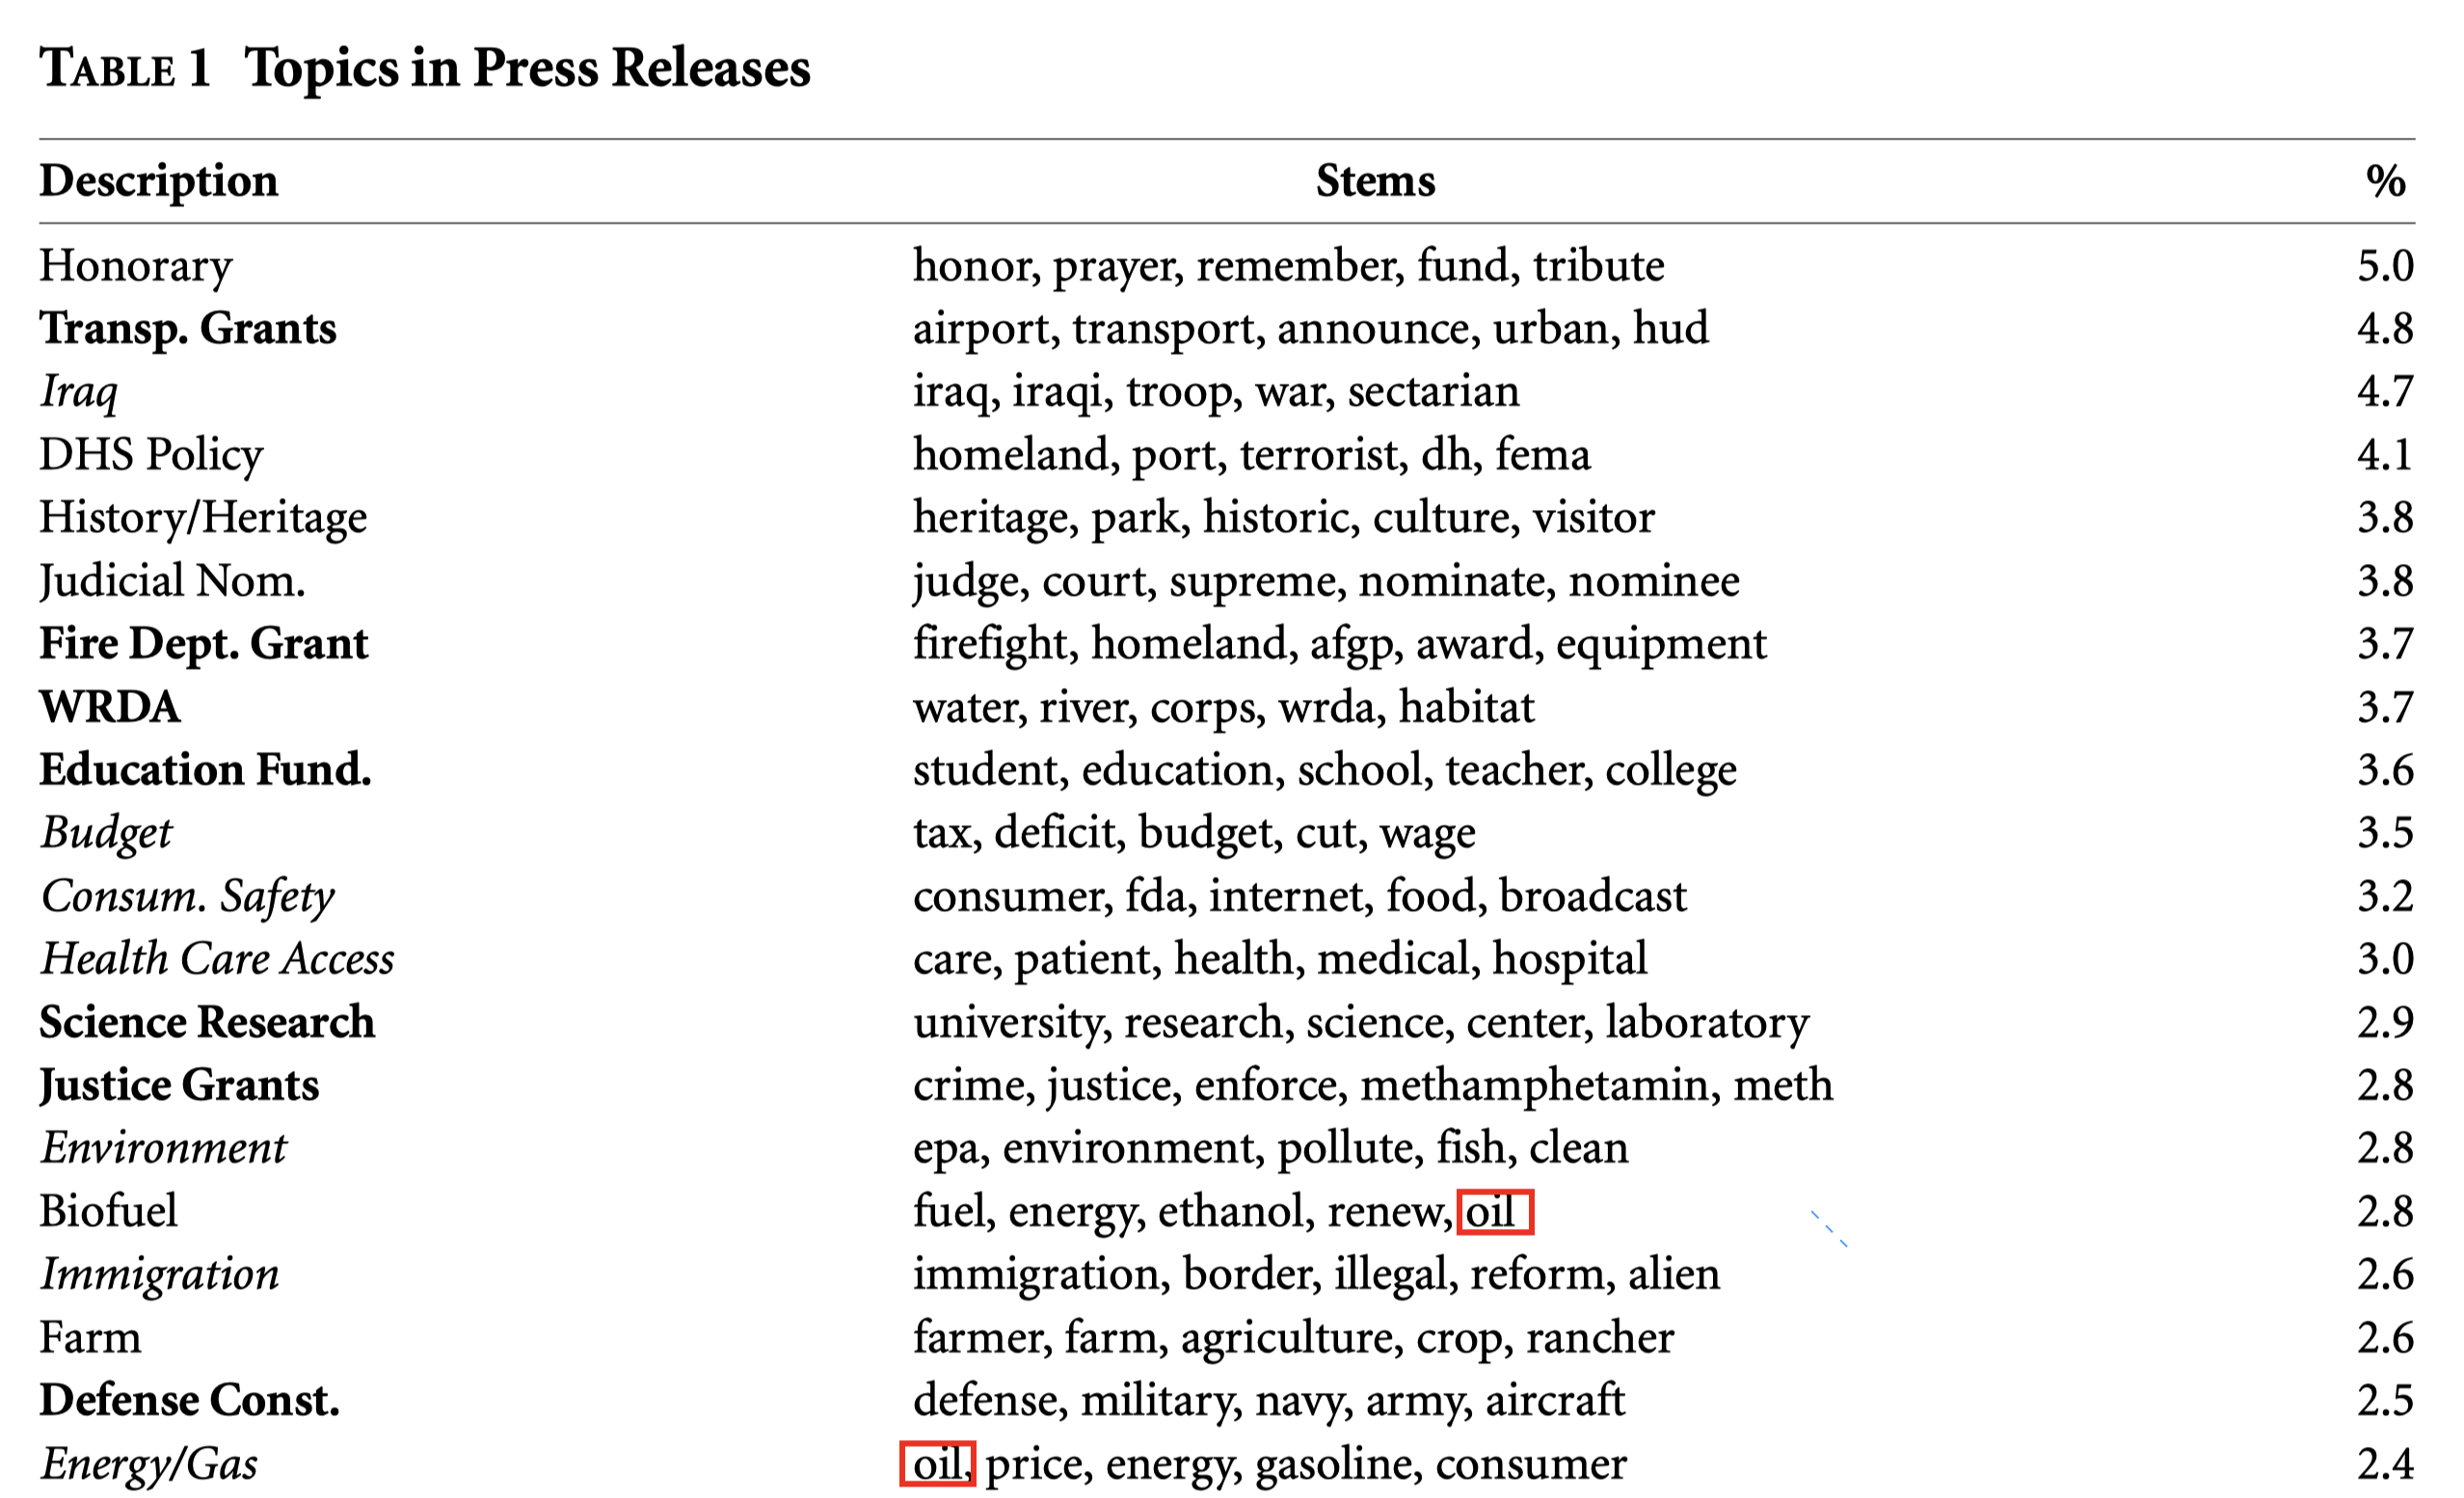 TABLE 1 Topics in Press Releases
Description Stems %
Honorary honor, prayer, remember, fund, tribute 5.0
Transp. Grants airport, transport, announce, urban, hud 4.8
Iraq iraq, iraqi, troop, war, sectarian 4.7
DHS Policy homeland, port, terrorist, dh, fema 4.1
History/Heritage heritage, park, historic, culture, visitor 3.8
Judicial Nom. judge, court, supreme, nominate, nominee 3.8
Fire Dept. Grant firefight, homeland, afgp, award, equipment 3.7
WRDA water, river, corps, wrda, habitat 3.7
Education Fund. student, education, school, teacher, college 3.6
Budget tax, deficit, budget, cut, wage 3.5
Consum. Safety consumer, fda, internet, food, broadcast 3.2
Health Care Access care, patient, health, medical, hospital 3.0
Science Research university, research, science, center, laboratory 2.9
Justice Grants crime, justice, enforce, methamphetamin, meth 2.8
Environment epa, environment, pollute, fish, clean 2.8
Biofuel fuel, energy, ethanol, renew, oil 2.8
Immigration immigration, border, illegal, reform, alien 2.6
Farm farmer, farm, agriculture, crop, rancher 2.6
Defense Const. defense, military, navy, army, aircraft 2.5
Energy/Gas oil, price, energy, gasoline, consumer 2.4